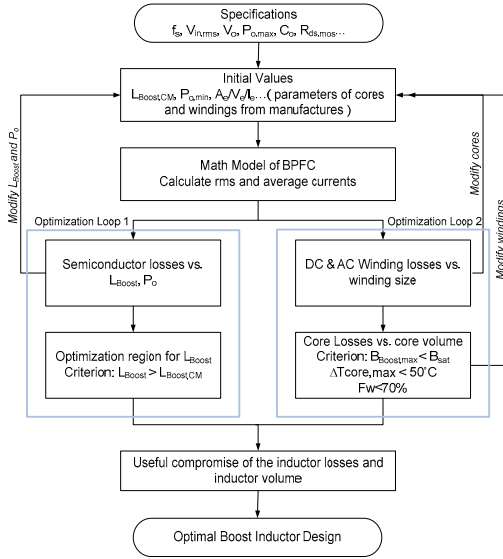 Specifications
fs, Vin,rms, Vo, Po,max, Co, Rds,mos...
Initial Values
LBoost,CM, Po,min, Ae/Ve/le...( parameters of cores
and windings from manufactures )
Modify LBoost and Po
Modify cores
Modify windings
Math Model of BPFC
Calculate rms and average currents
Optimization Loop 1
Optimization Loop 2
Semiconductor losses vs.
LBoost, Po
DC & AC Winding losses vs.
winding size
Optimization region for LBoost
Criterion: LBoost > LBoost,CM
Core Losses vs. core volume
Criterion: BBoost,max < Bsat
ΔTcore,max < 50°C
Fw<70%
Useful compromise of the inductor losses and
inductor volume
Optimal Boost Inductor Design